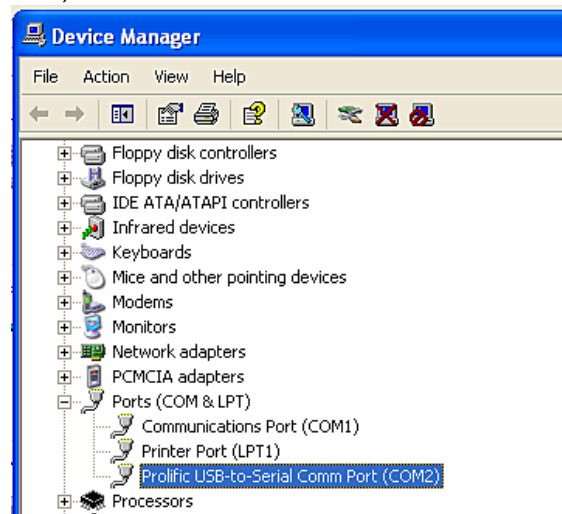 Device Manager
File Action View Help
Floppy disk controllers
Floppy disk drives
IDE ATA/ATAPI controllers
Infrared devices
Keyboards
Mice and other pointing devices
Modems
Monitors
Network adapters
PCMCIA adapters
Ports (COM & LPT)
Communications Port (COM1)
Printer Port (LPT1)
Prolific USB-to-Serial Comm Port (COM2)
Processors